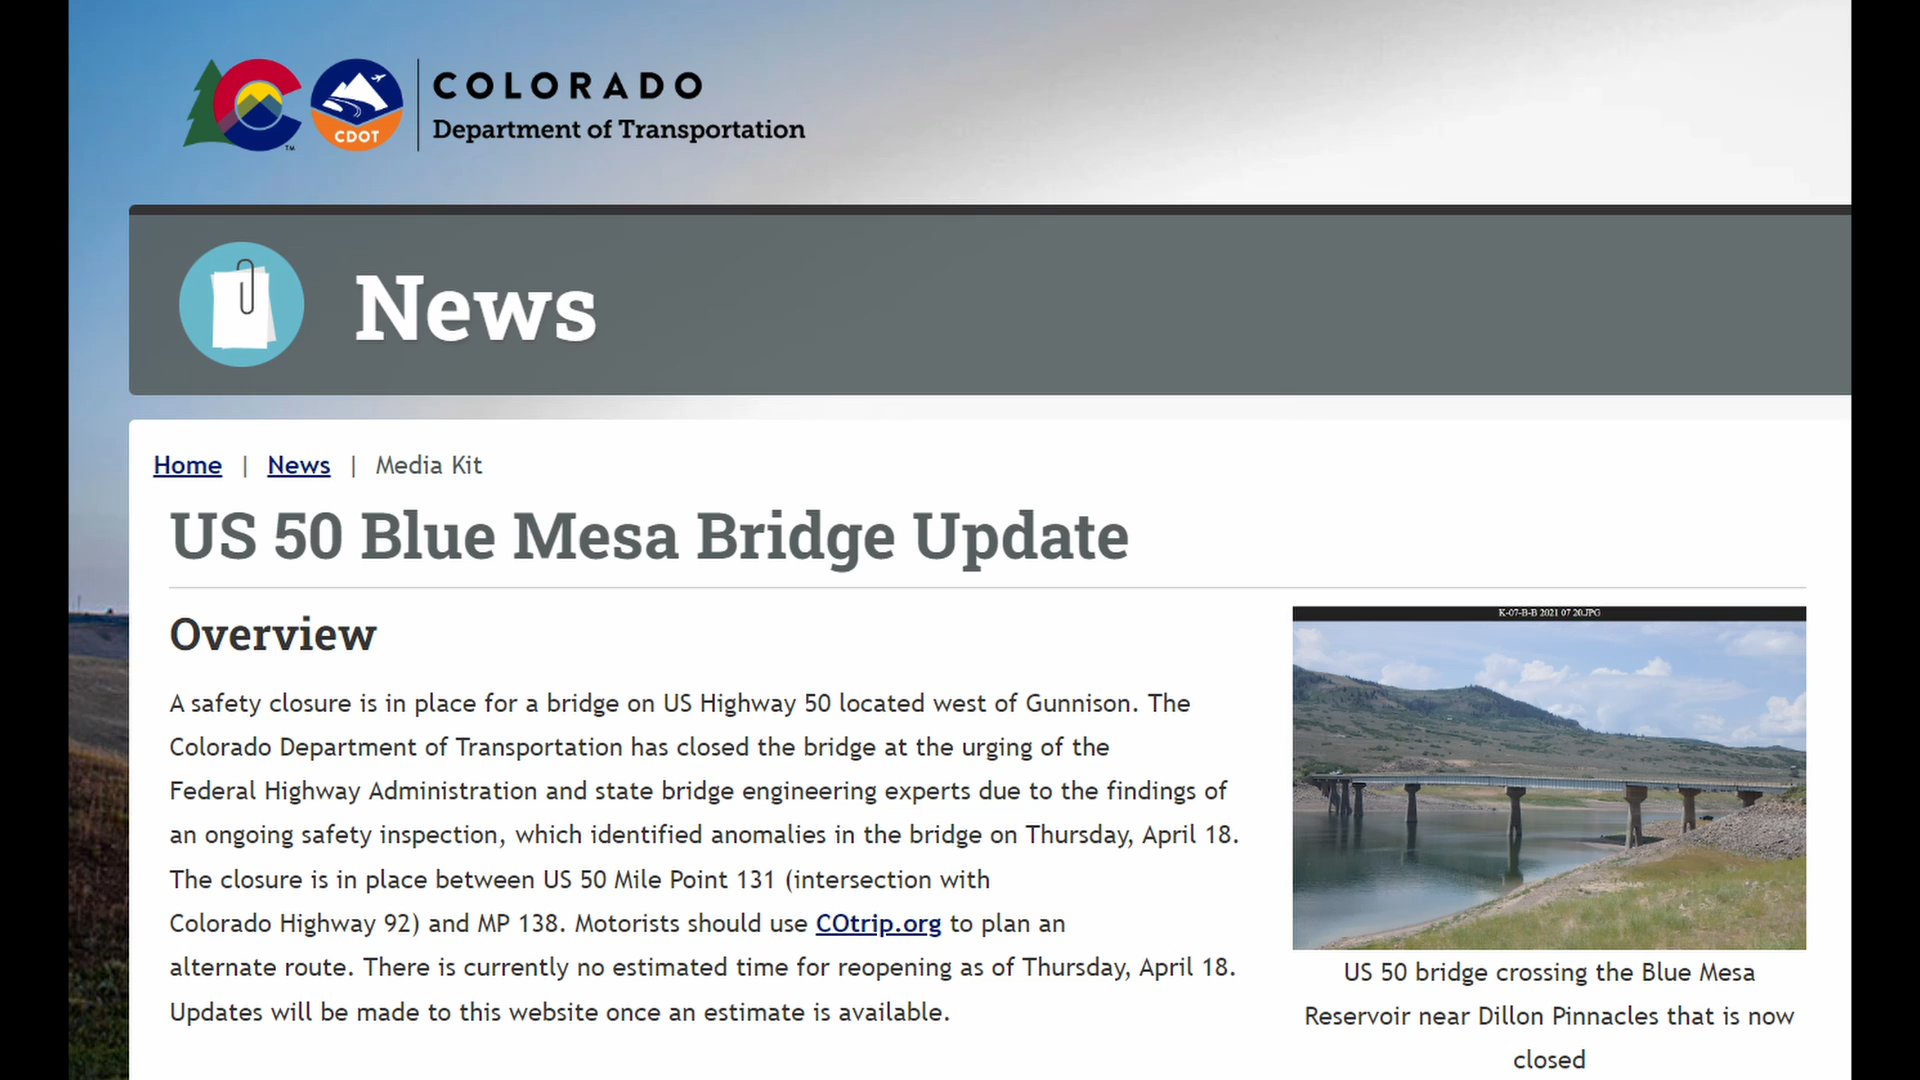 COLORADO
Department of Transportation
CDOT
TM
News
Home | News | Media Kit
US 50 Blue Mesa Bridge Update
Overview
A safety closure is in place for a bridge on US Highway 50 located west of Gunnison. The
Colorado Department of Transportation has closed the bridge at the urging of the
Federal Highway Administration and state bridge engineering experts due to the findings of
an ongoing safety inspection, which identified anomalies in the bridge on Thursday, April 18.
The closure is in place between US 50 Mile Point 131 (intersection with
Colorado Highway 92) and MP 138. Motorists should use COtrip.org to plan an
alternate route. There is currently no estimated time for reopening as of Thursday, April 18.
Updates will be made to this website once an estimate is available.
K-07-B-B 2021 07 20.JPG
US 50 bridge crossing the Blue Mesa
Reservoir near Dillon Pinnacles that is now
closed